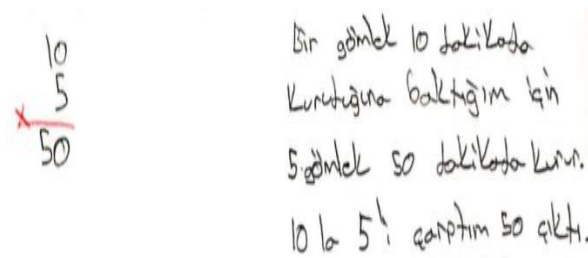 10
5
x
50
Bir gömlek 10 dakikada
kuruduğuna baktığım için
5 gömlek 50 dakikada kurur.
10 la 5'i çarptım 50 çıktı.